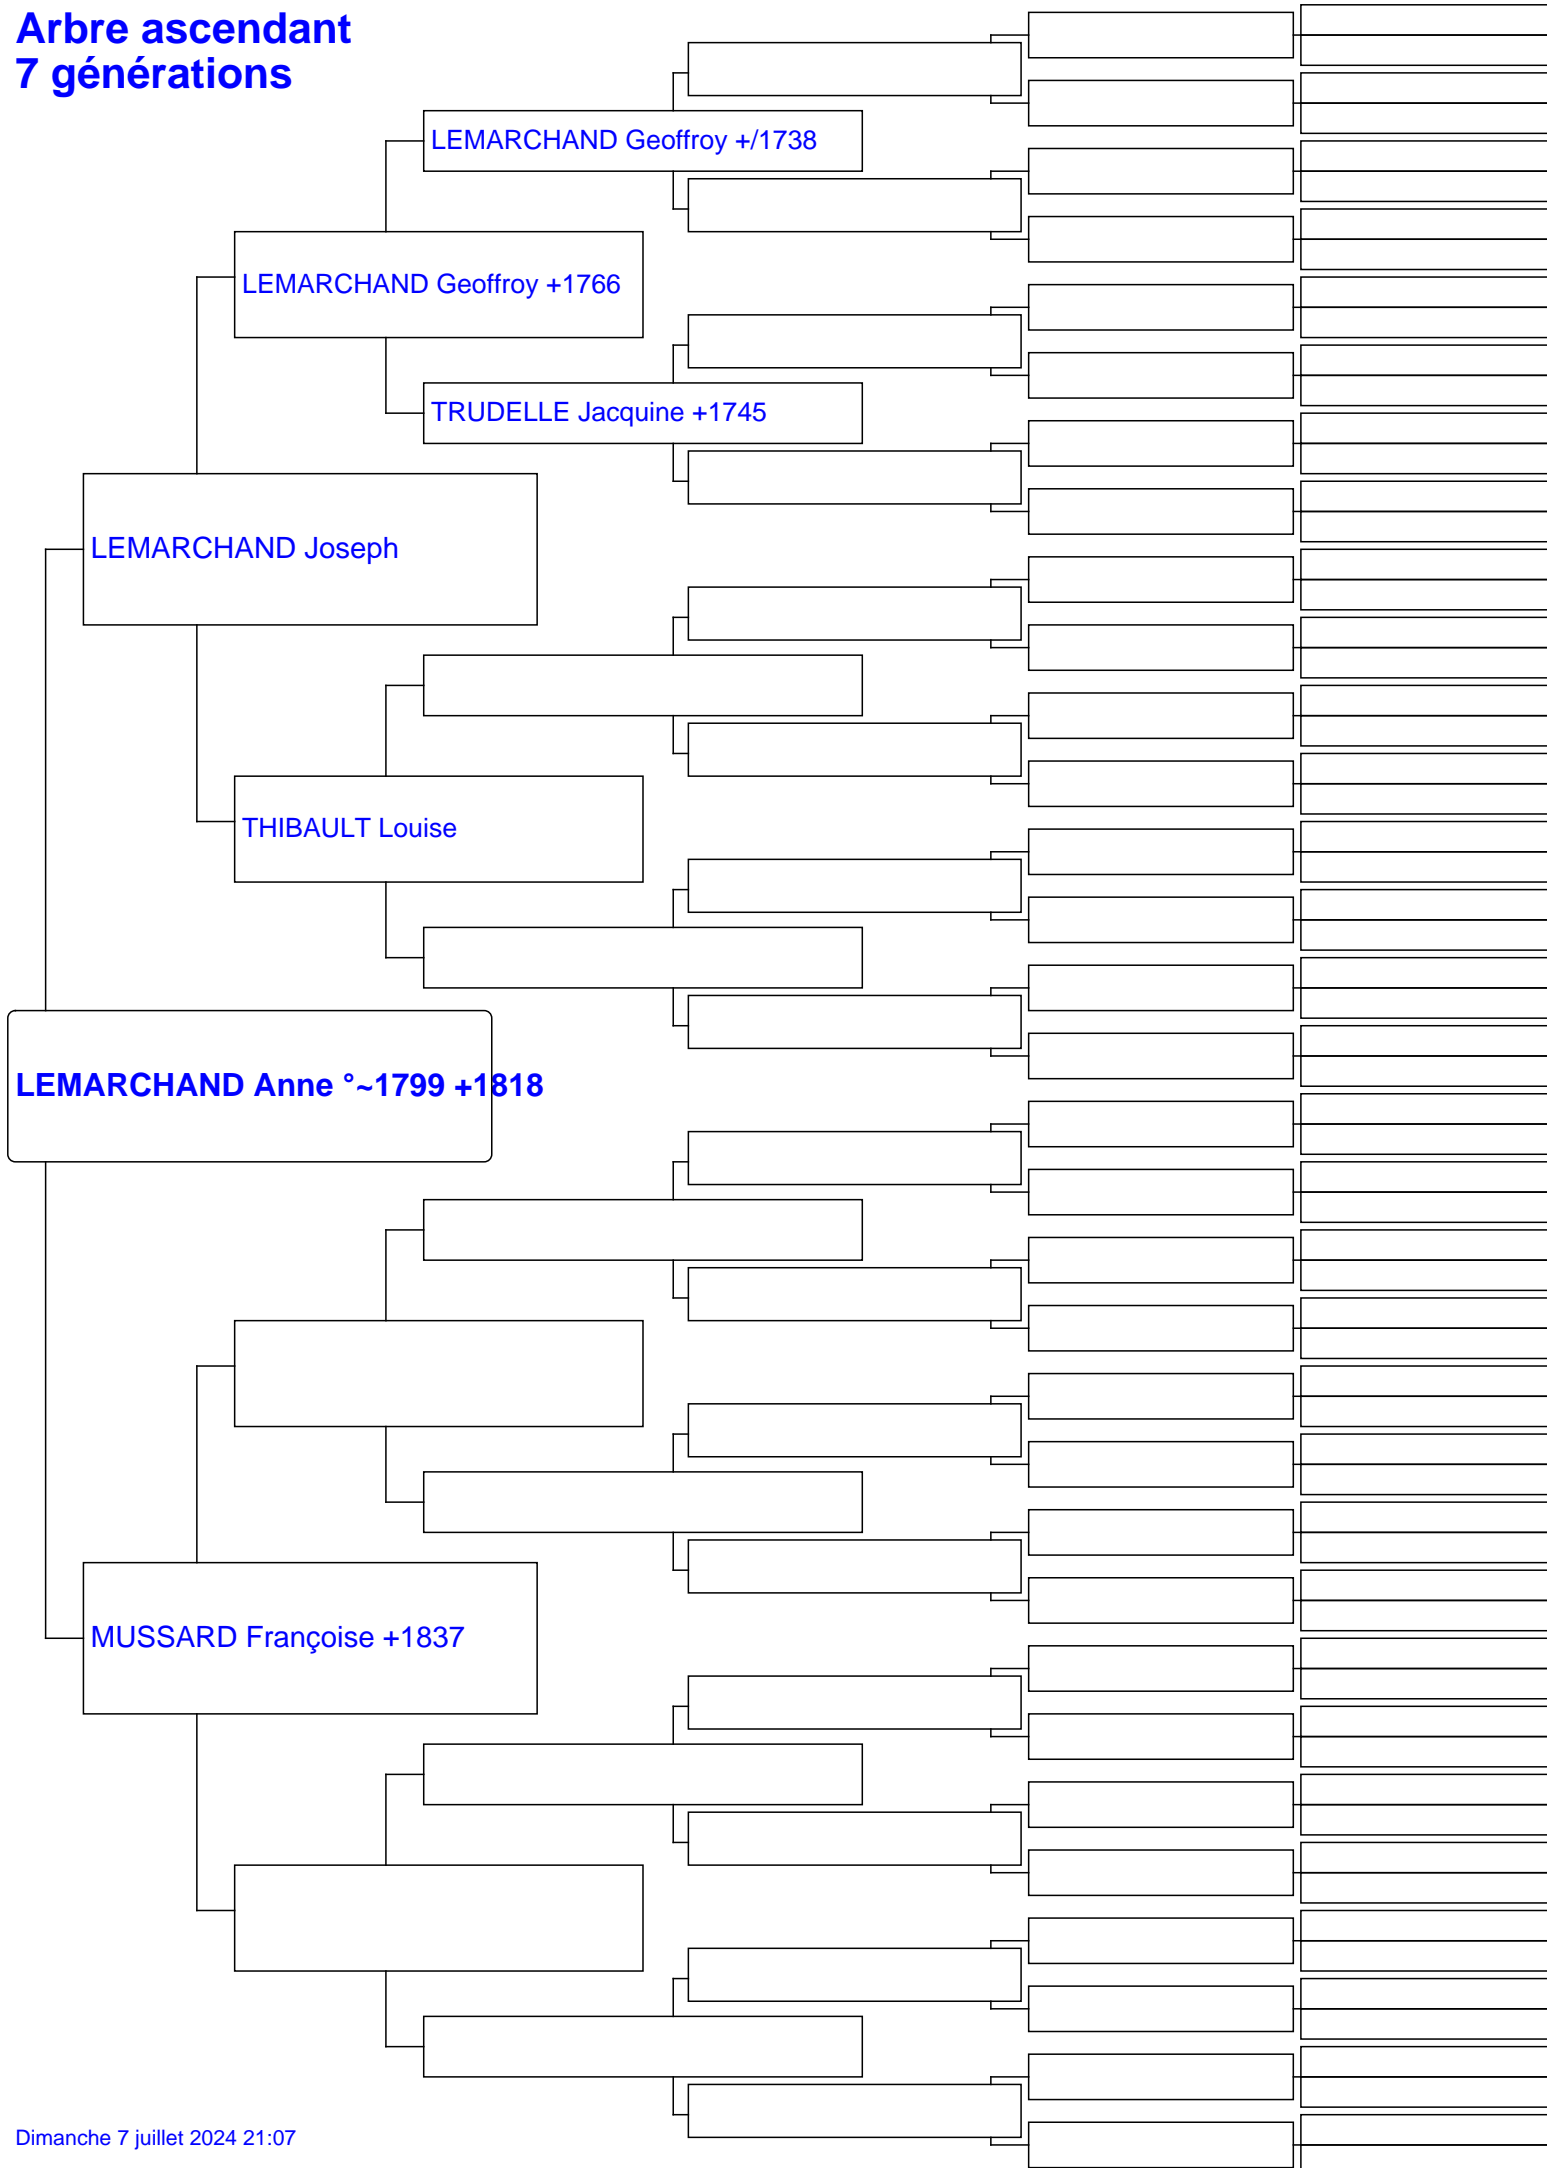 Arbre ascendant
7 générations
LEMARCHAND Geoffroy +/1738
LEMARCHAND Geoffroy +1766
TRUDELLE Jacquine +1745
LEMARCHAND Joseph
THIBAULT Louise
LEMARCHAND Anne °~1799 +1818
MUSSARD Françoise +1837
Dimanche 7 juillet 2024 21:07